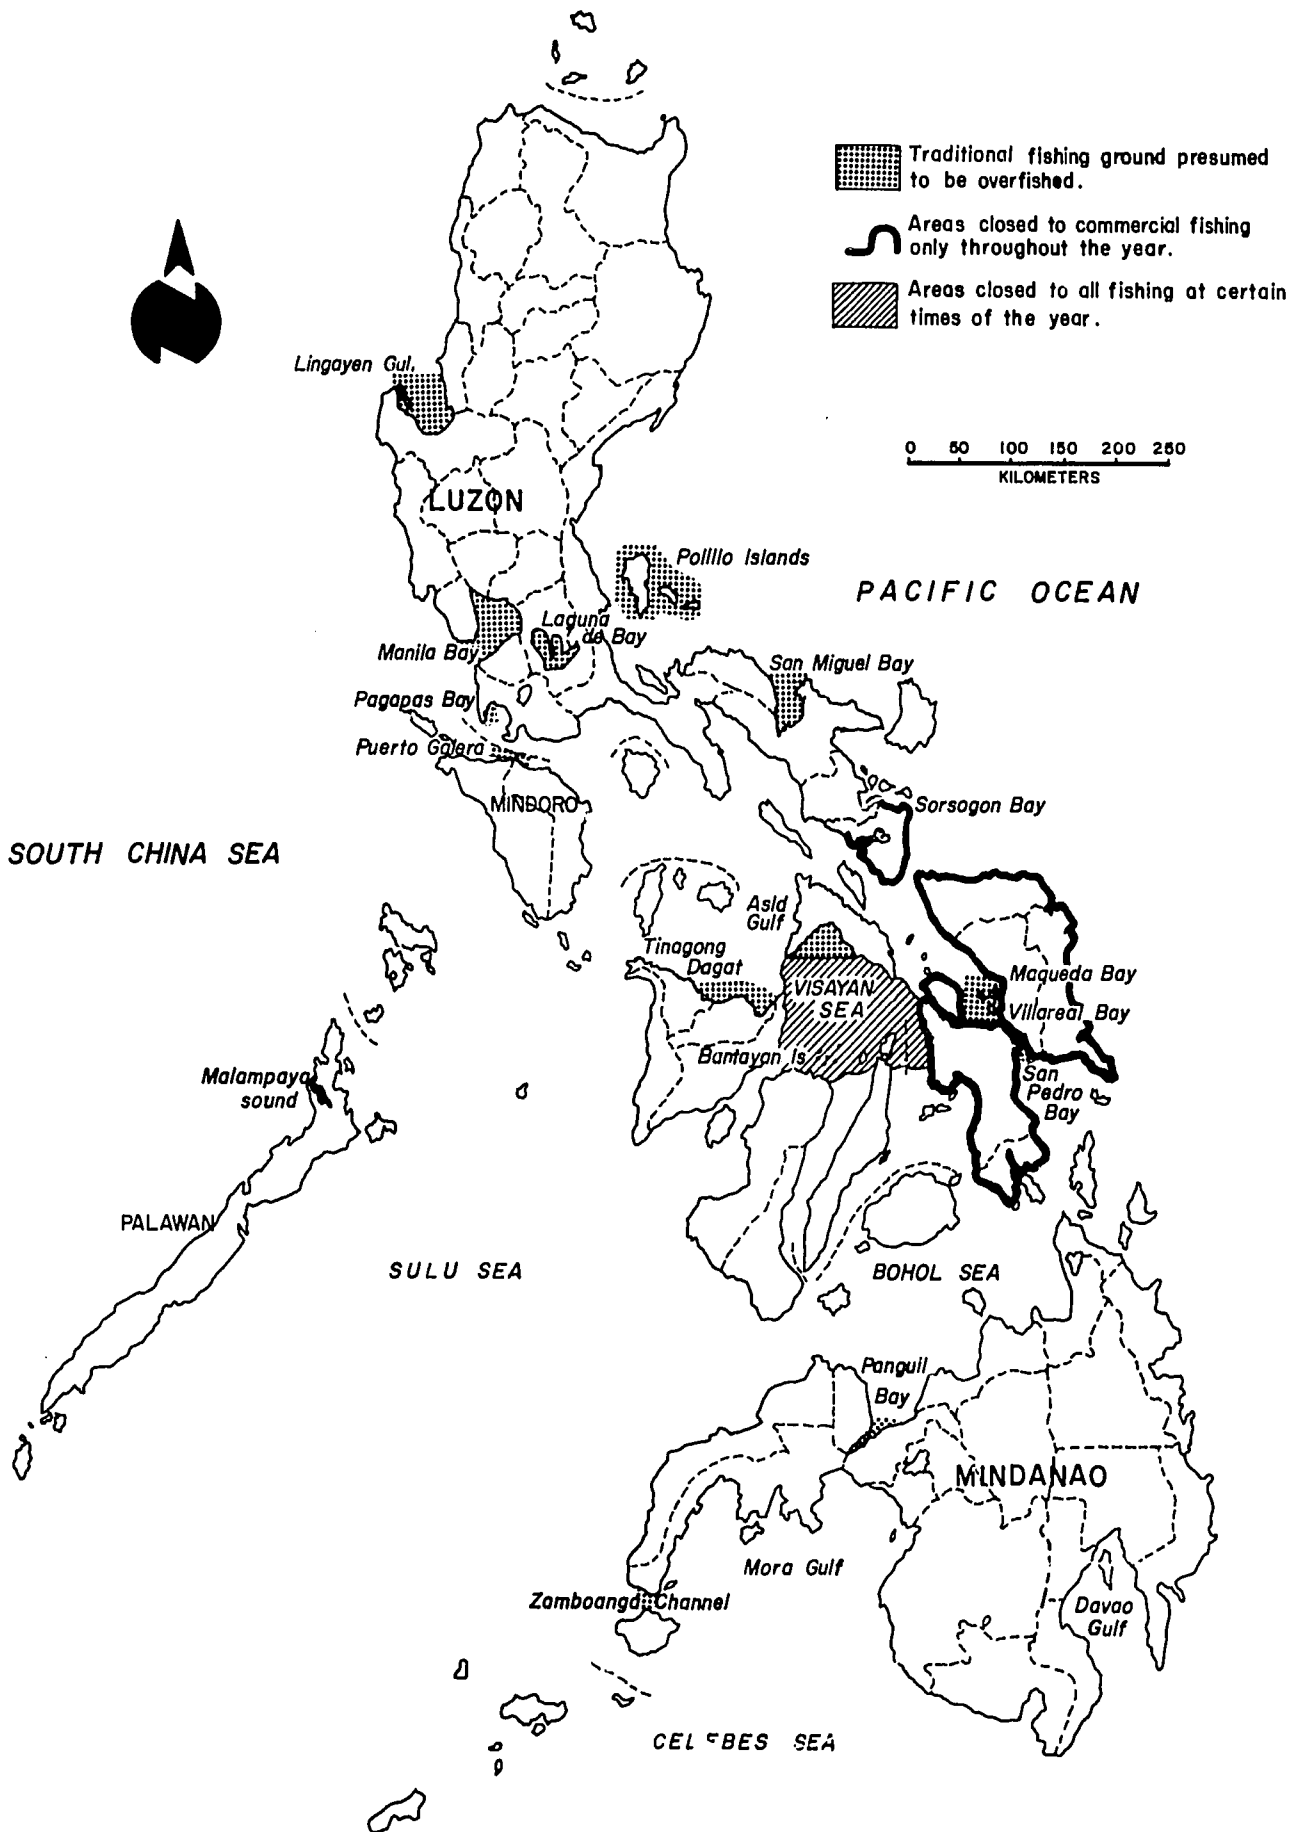 Traditional fishing ground presumed
to be overfished.
Areas closed to commercial fishing
only throughout the year.
Areas closed to all fishing at certain
times of the year.
Lingayen Gul.
0 50 100 150 200 250
KILOMETERS
LUZON
Polillo Islands
PACIFIC OCEAN
Laguna
de Bay
Manila Bay
San Miguel Bay
Pagapas Bay
Puerto Galera
MINDORO
Sorsogon Bay
SOUTH CHINA SEA
Asid
Gulf
Tinagong
Dagat
VISAYAN
SEA
Maqueda Bay
Villareal Bay
Bantayan Is
Malampaya
sound
San
Pedro
Bay
PALAWAN
SULU SEA
BOHOL SEA
Panguil
Bay
MINDANAO
Mora Gulf
Zamboanga Channel
Davao
Gulf
CELEBES SEA